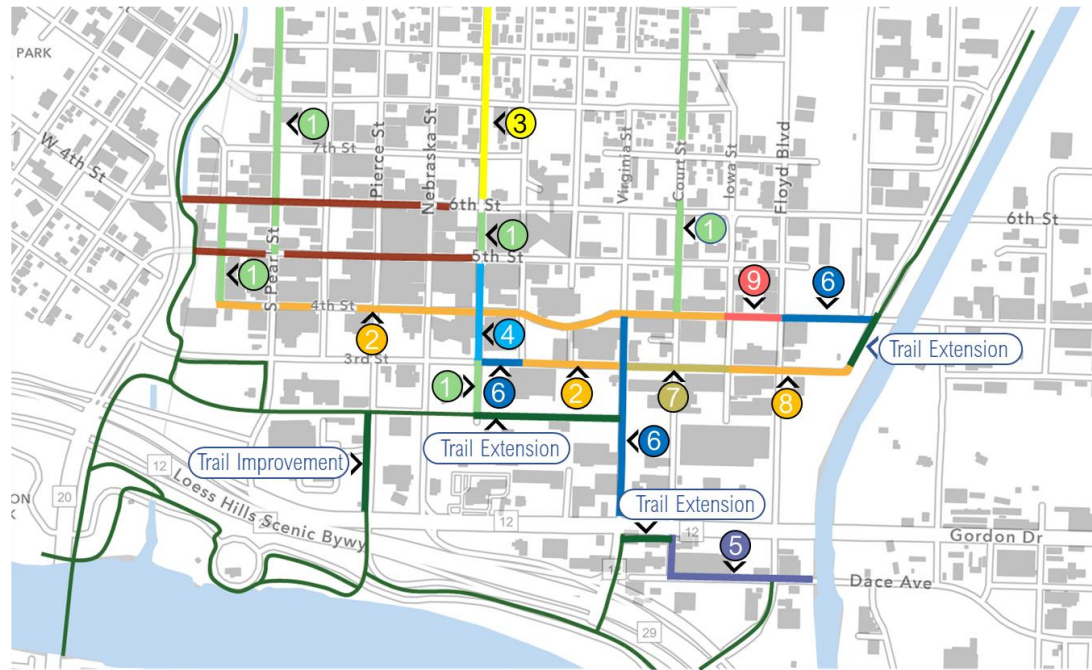 PARK
W 4th St
1
7th St
Pierce St
Nebraska St
3
Virginia St
Court St
Iowa St
Floyd Blvd
6th St
6th St
1
1
5th St
1
S Pearl St
9
6
4th St
2
4
3rd St
Trail Extension
1
6
2
7
8
Trail Improvement
Trail Extension
6
12
20
Loess Hills Scenic Bywy
12
Trail Extension
12
5
Gordon Dr
Dace Ave
29